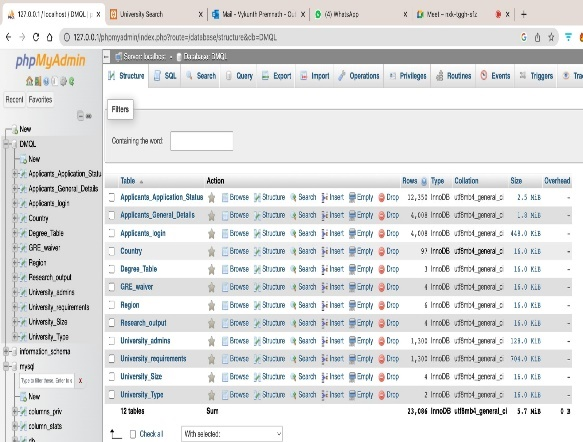 127.0.0.1 / localhost | DMQL | p
University Search
Mail - Vykunth Premnath - Outl
(4) WhatsApp
Meet – nxk-tggh-sfz
127.0.0.1/phpmyadmin/index.php?route=/database/structure&db=DMQL
phpMyAdmin
Server: localhost » Database: DMQL
Structure SQL Search Query Export Import Operations Privileges Routines Events Triggers Trac
Recent Favorites
Filters
Containing the word:
New
DMQL
New
Applicants_Application_Statu
Applicants_General_Details
Applicants_login
Country
Degree_Table
GRE_waiver
Region
Research_output
University_admins
University_requirements
University_Size
University_Type
information_schema
mysql
Type to filter these, Enter to s X
New
columns_priv
column_stats
db
Table Action Rows Type Collation Size Overhead
Applicants_Application_Status Browse Structure Search Insert Empty Drop 12,350 InnoDB utf8mb4_general_ci 2.5 MiB -
Applicants_General_Details Browse Structure Search Insert Empty Drop 4,008 InnoDB utf8mb4_general_ci 1.8 MiB -
Applicants_login Browse Structure Search Insert Empty Drop 4,008 InnoDB utf8mb4_general_ci 448.0 KiB -
Country Browse Structure Search Insert Empty Drop 97 InnoDB utf8mb4_general_ci 16.0 KiB -
Degree_Table Browse Structure Search Insert Empty Drop 3 InnoDB utf8mb4_general_ci 16.0 KiB -
GRE_waiver Browse Structure Search Insert Empty Drop 4 InnoDB utf8mb4_general_ci 16.0 KiB -
Region Browse Structure Search Insert Empty Drop 6 InnoDB utf8mb4_general_ci 16.0 KiB -
Research_output Browse Structure Search Insert Empty Drop 4 InnoDB utf8mb4_general_ci 16.0 KiB -
University_admins Browse Structure Search Insert Empty Drop 1,300 InnoDB utf8mb4_general_ci 128.0 KiB -
University_requirements Browse Structure Search Insert Empty Drop 1,300 InnoDB utf8mb4_general_ci 704.0 KiB -
University_Size Browse Structure Search Insert Empty Drop 4 InnoDB utf8mb4_general_ci 16.0 KiB -
University_Type Browse Structure Search Insert Empty Drop 2 InnoDB utf8mb4_general_ci 16.0 KiB -
12 tables Sum 23,086 InnoDB utf8mb4_general_ci 5.7 MiB 0 B
Check all With selected: